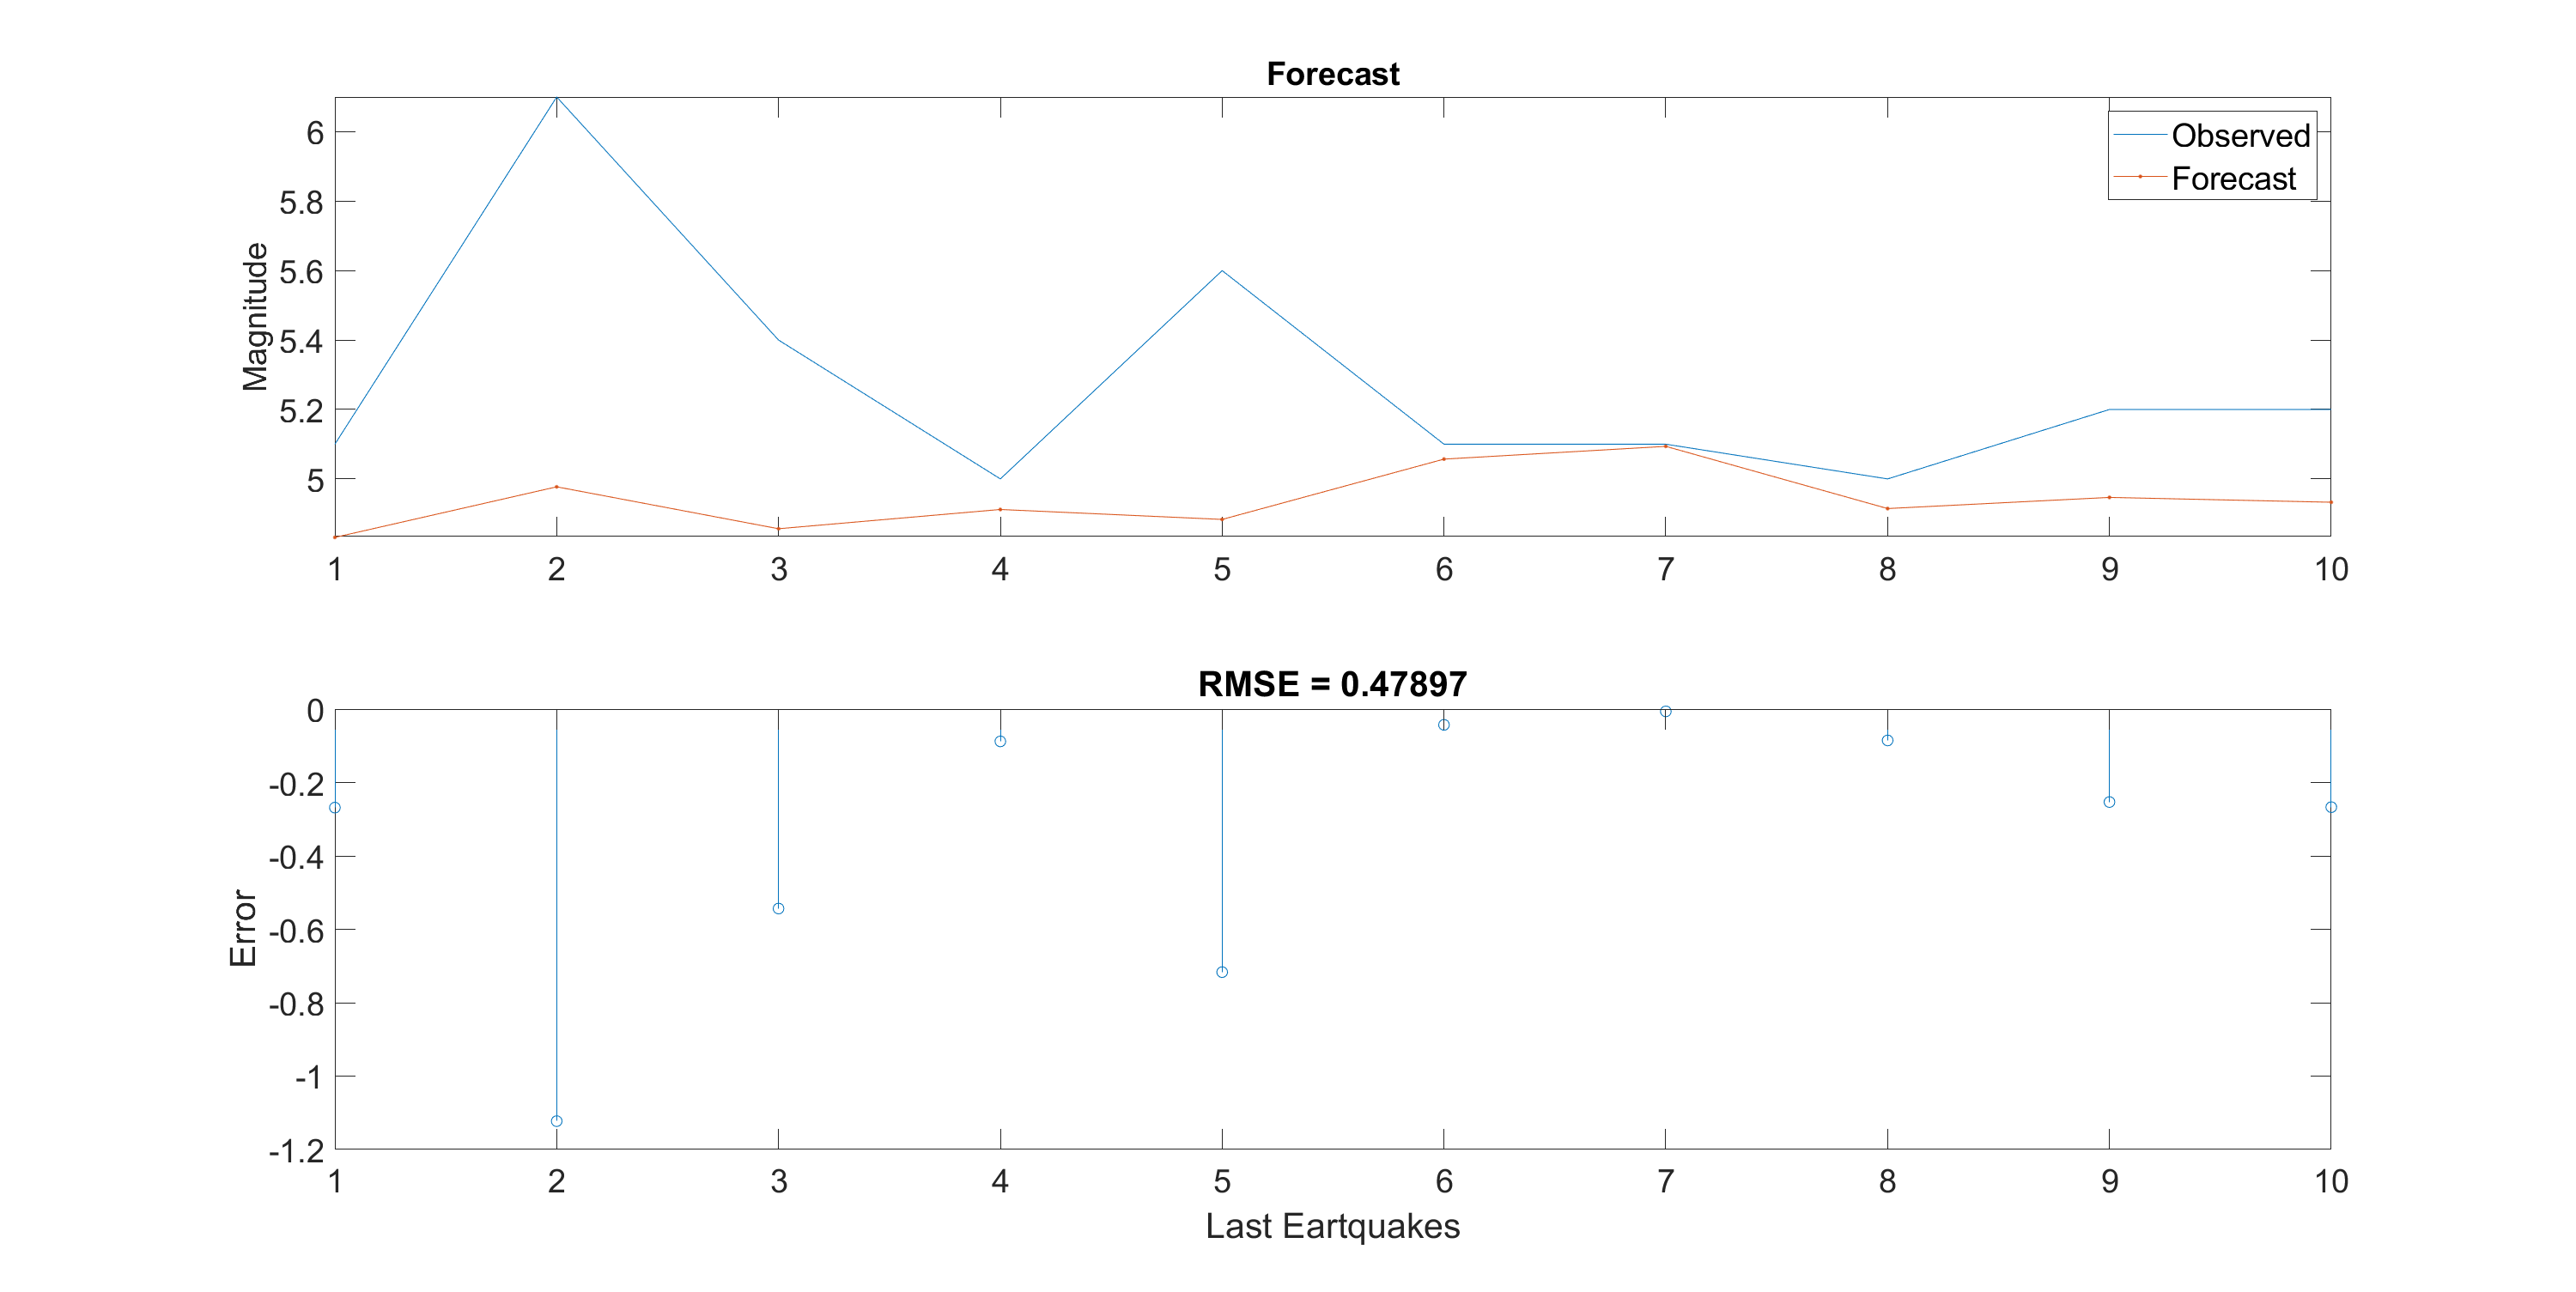 Forecast
Magnitude
6
5.8
5.6
5.4
5.2
5
Observed
Forecast
1 2 3 4 5 6 7 8 9 10
RMSE = 0.47897
Error
0
-0.2
-0.4
-0.6
-0.8
-1
-1.2
1 2 3 4 5 6 7 8 9 10
Last Eartquakes